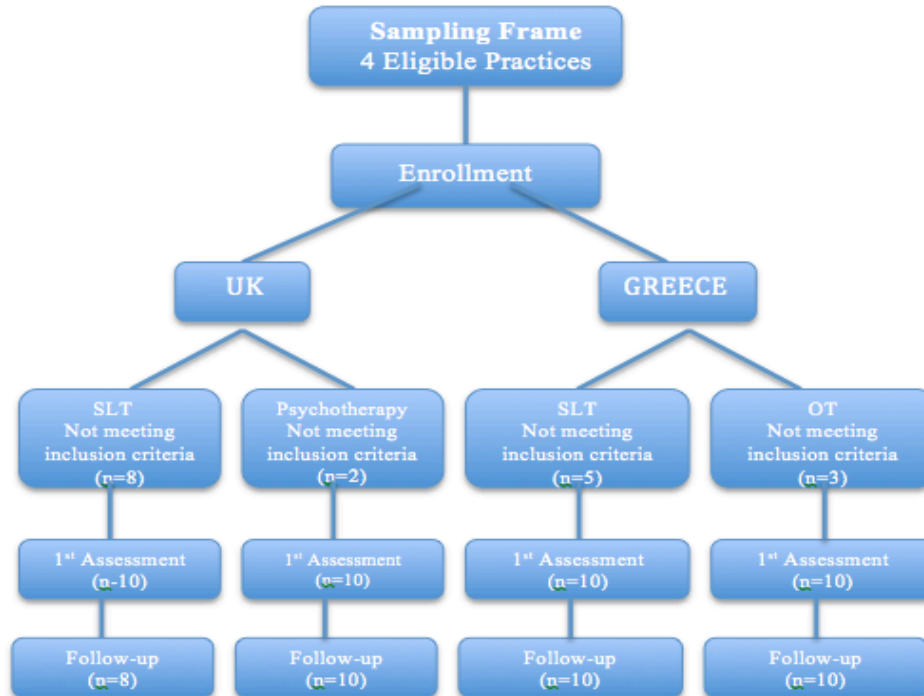 Sampling Frame
4 Eligible Practices
Enrollment
UK
GREECE
SLT
Not meeting
inclusion criteria
(n=8)
Psychotherapy
Not meeting
inclusion criteria
(n=2)
SLT
Not meeting
inclusion criteria
(n=5)
OT
Not meeting
inclusion criteria
(n=3)
1st Assessment
(n-10)
1st Assessment
(n=10)
1st Assessment
(n=10)
1st Assessment
(n=10)
Follow-up
(n=8)
Follow-up
(n=10)
Follow-up
(n=10)
Follow-up
(n=10)